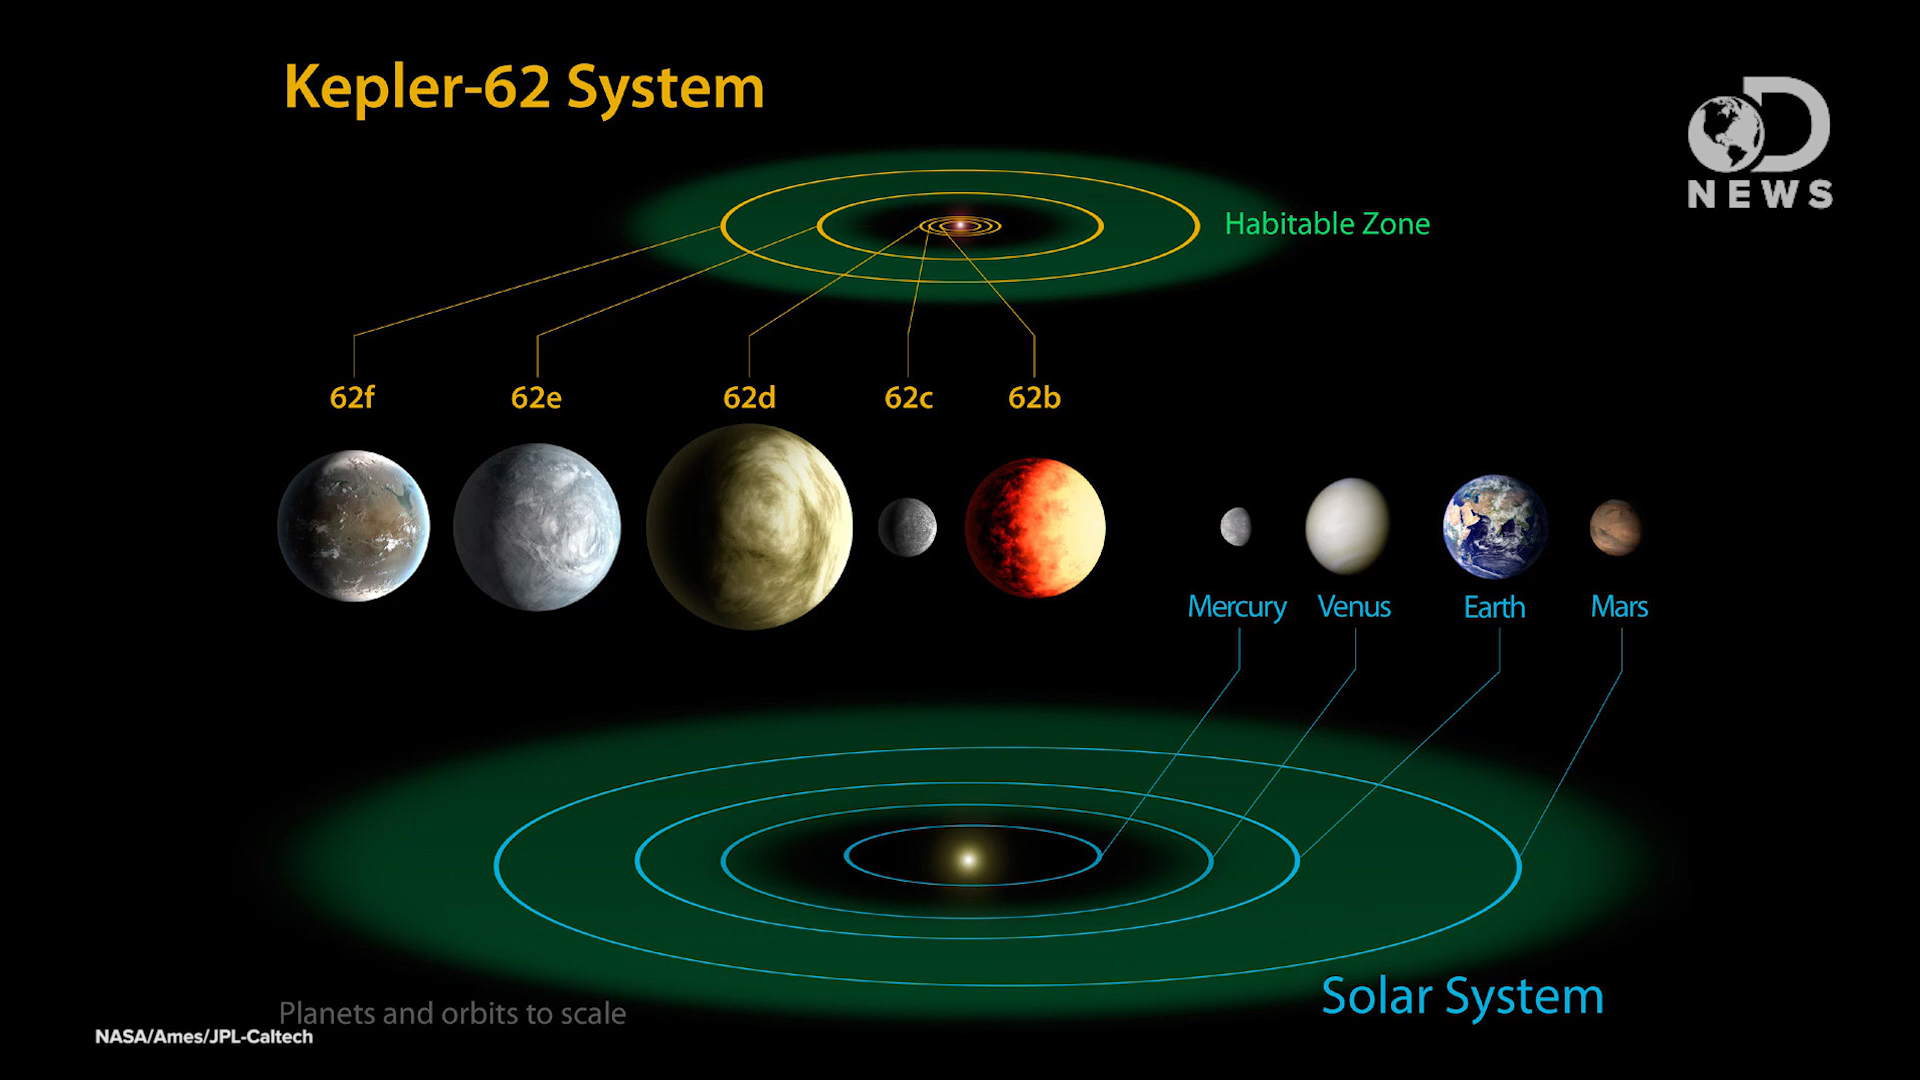 Kepler-62 System
D
NEWS
Habitable Zone
62f 62e 62d 62c 62b
Mercury Venus Earth Mars
Solar System
Planets and orbits to scale
NASA/Ames/JPL-Caltech